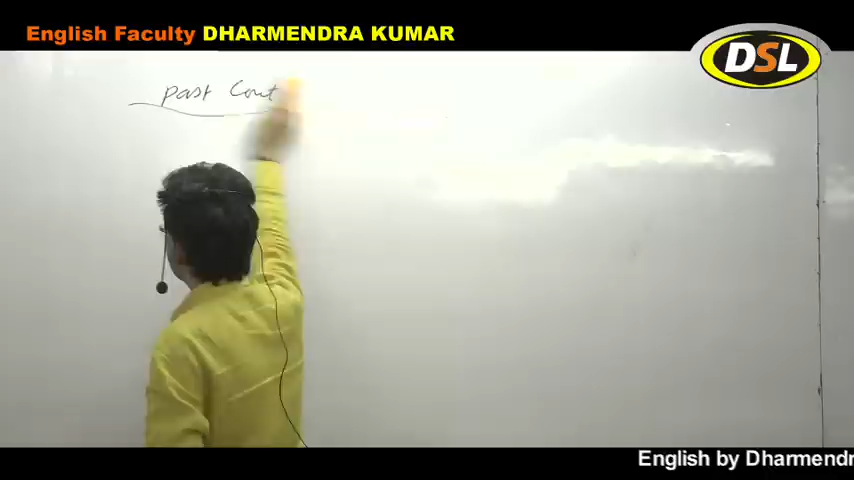 English Faculty DHARMENDRA KUMAR
DSL
past Cont
English by Dharmendr